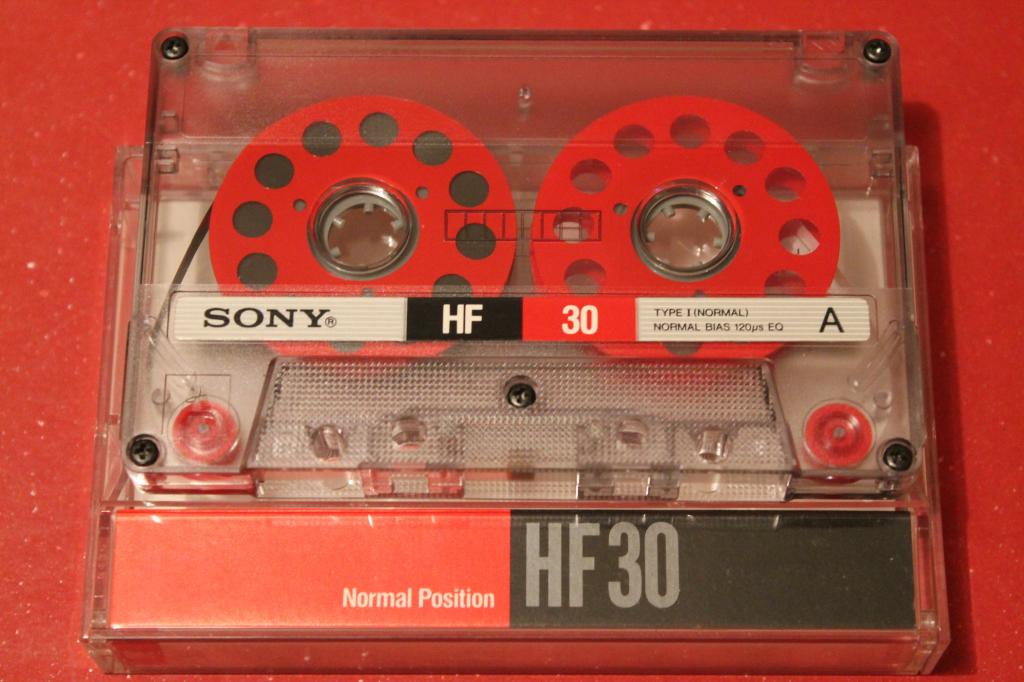 SONY® HF 30 TYPE I (NORMAL) A
NORMAL BIAS 120μs EQ
HF30
Normal Position